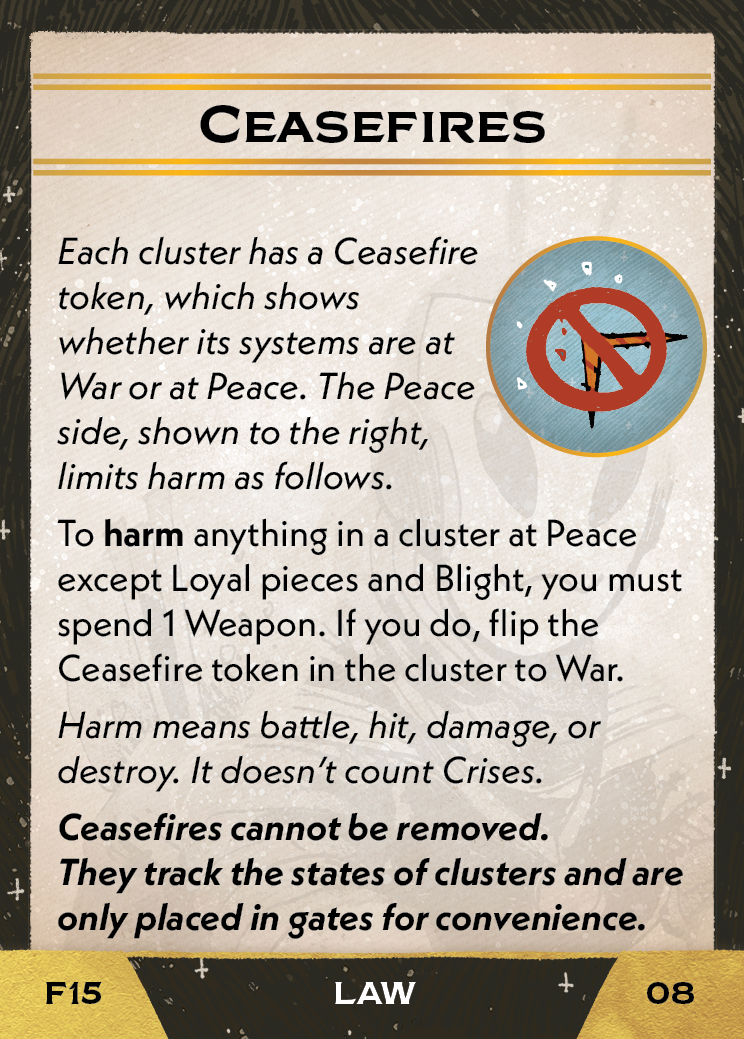 CEASEFIRES
Each cluster has a Ceasefire
token, which shows
whether its systems are at
War or at Peace. The Peace
side, shown to the right,
limits harm as follows.
To harm anything in a cluster at Peace
except Loyal pieces and Blight, you must
spend 1 Weapon. If you do, flip the
Ceasefire token in the cluster to War.
Harm means battle, hit, damage, or
destroy. It doesn't count Crises.
Ceasefires cannot be removed.
They track the states of clusters and are
only placed in gates for convenience.
F15 LAW 08